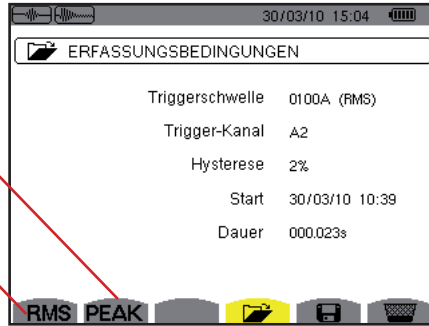 30/03/10 15:04
ERFASSUNGSBEDINGUNGEN
Triggerschwelle 0100A (RMS)
Trigger-Kanal A2
Hysterese 2%
Start 30/03/10 10:39
Dauer 000.023s
RMS PEAK